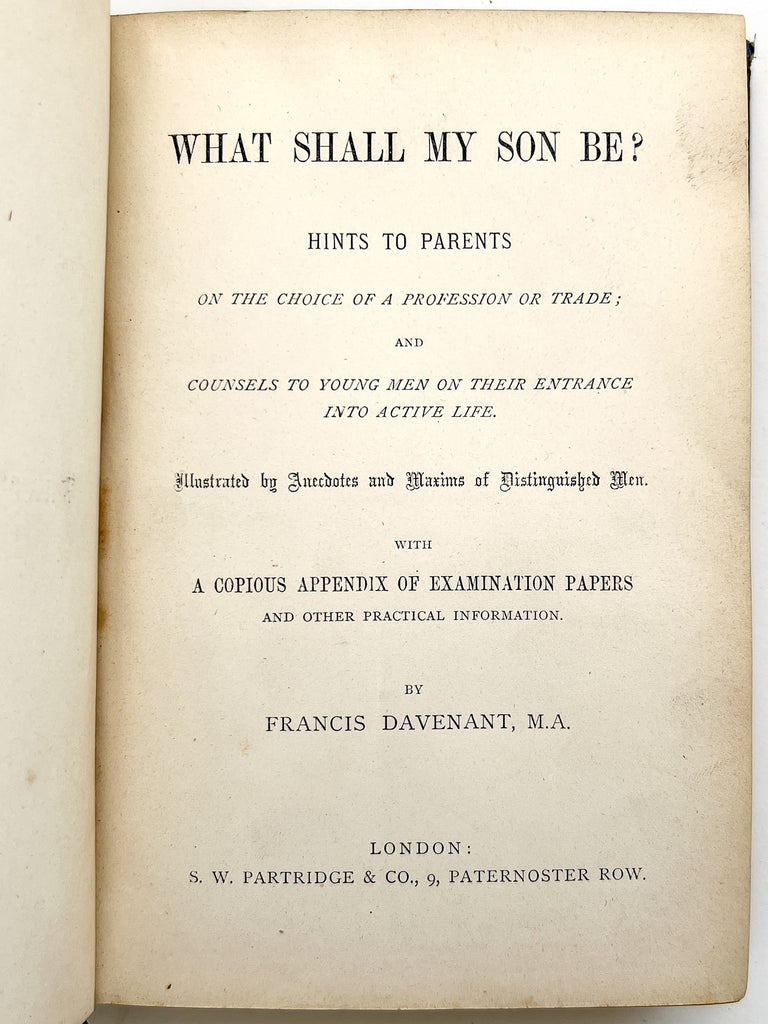 WHAT SHALL MY SON BE?
HINTS TO PARENTS
ON THE CHOICE OF A PROFESSION OR TRADE;
AND
COUNSELS TO YOUNG MEN ON THEIR ENTRANCE
INTO ACTIVE LIFE.
Illustrated by Anecdotes and Maxims of Distinguished Men.
WITH
A COPIOUS APPENDIX OF EXAMINATION PAPERS
AND OTHER PRACTICAL INFORMATION.
BY
FRANCIS DAVENANT, M.A.
LONDON:
S. W. PARTRIDGE & CO., 9, PATERNOSTER ROW.